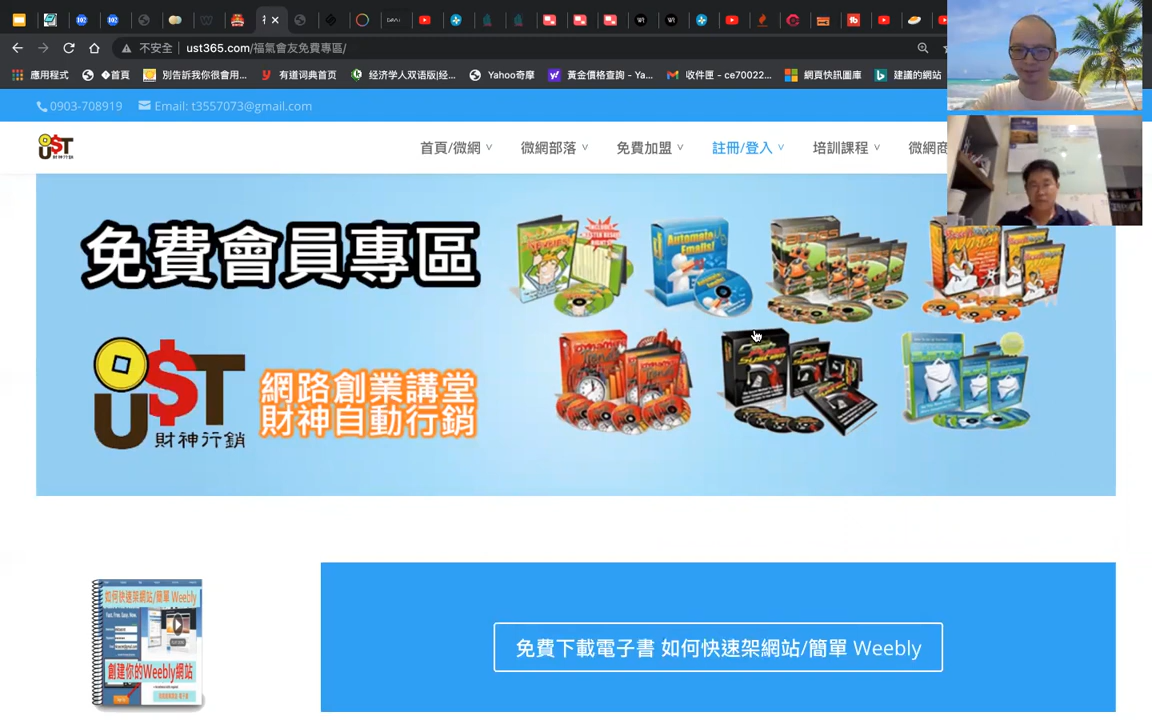 不安全
ust365.com/福氣會友免費專區/
應用程式
�首頁
別告訴我你很會用...
有道词典首页
经济学人双语版|经...
Yahoo奇摩
黃金價格查詢 - Ya...
收件匣 - ce70022...
網頁快訊圖庫
建議的網站
0903-708919
Email: t3557073@gmail.com
UST
財神行銷
首頁/微網
微網部落
免費加盟
註冊/登入
培訓課程
微網商
免費會員專區
Automate
Emails!
U$T
財神行銷
網路創業講堂
財神自動行銷
如何快速架網站/簡單 Weebly
創建你的Weebly網站
免費下載電子書 如何快速架網站/簡單 Weebly